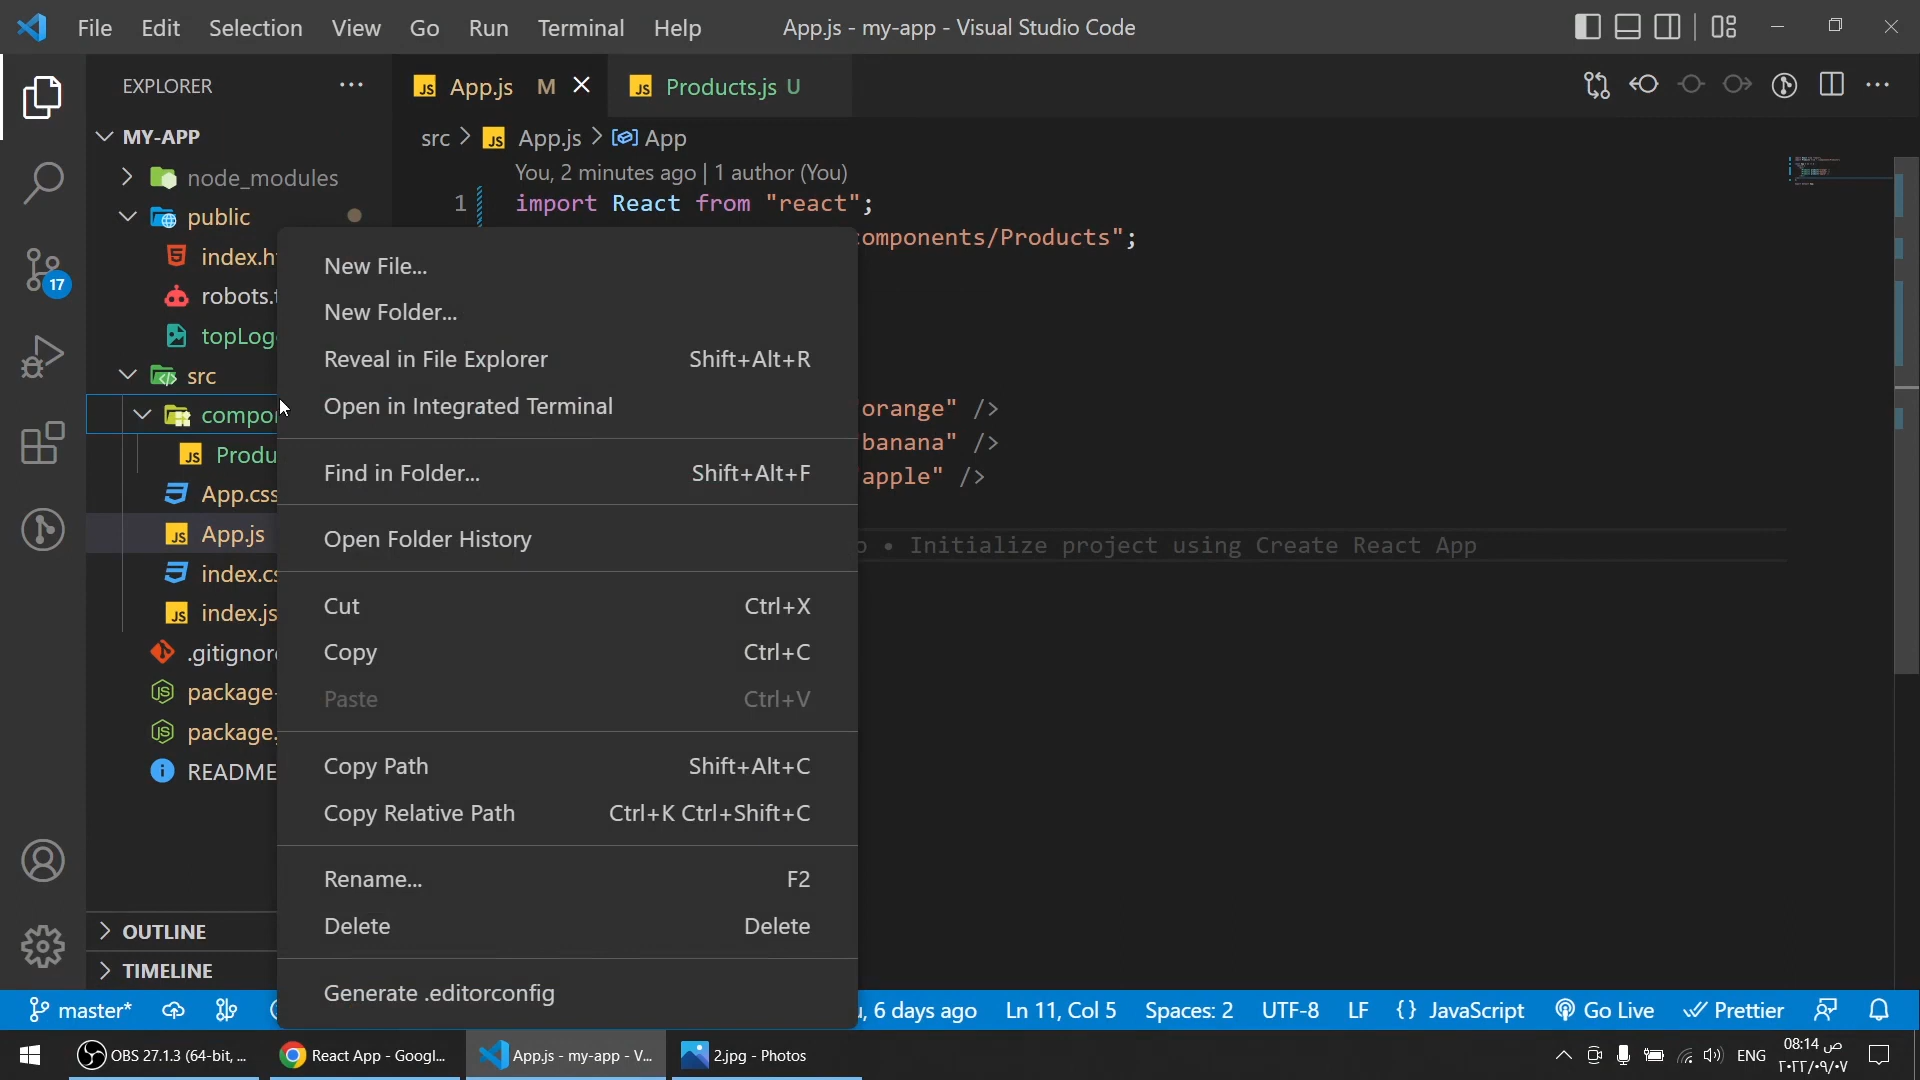 File Edit Selection View Go Run Terminal Help
App.js - my-app - Visual Studio Code
EXPLORER
App.js M
Products.js U
MY-APP
src > App.js > App
node_modules
public
You, 2 minutes ago | 1 author (You)
1 import React from "react";
omponents/Products";
index.h
robots.
topLog
src
compo
Produ
App.css
App.js
index.cs
index.js
.gitignor
package-
package.
README
orange" />
banana" />
apple" />
• Initialize project using Create React App
New File...
New Folder...
Reveal in File Explorer Shift+Alt+R
Open in Integrated Terminal
Find in Folder... Shift+Alt+F
Open Folder History
Cut Ctrl+X
Copy Ctrl+C
Paste Ctrl+V
Copy Path Shift+Alt+C
Copy Relative Path Ctrl+K Ctrl+Shift+C
Rename... F2
Delete Delete
Generate .editorconfig
17
OUTLINE
TIMELINE
master*
, 6 days ago Ln 11, Col 5 Spaces: 2 UTF-8 LF {} JavaScript Go Live Prettier
OBS 27.1.3 (64-bit, ...
React App - Googl...
App.js - my-app - V...
2.jpg - Photos
ENG
08:14 ص
٢٠٢٢/٠٩/٠٧